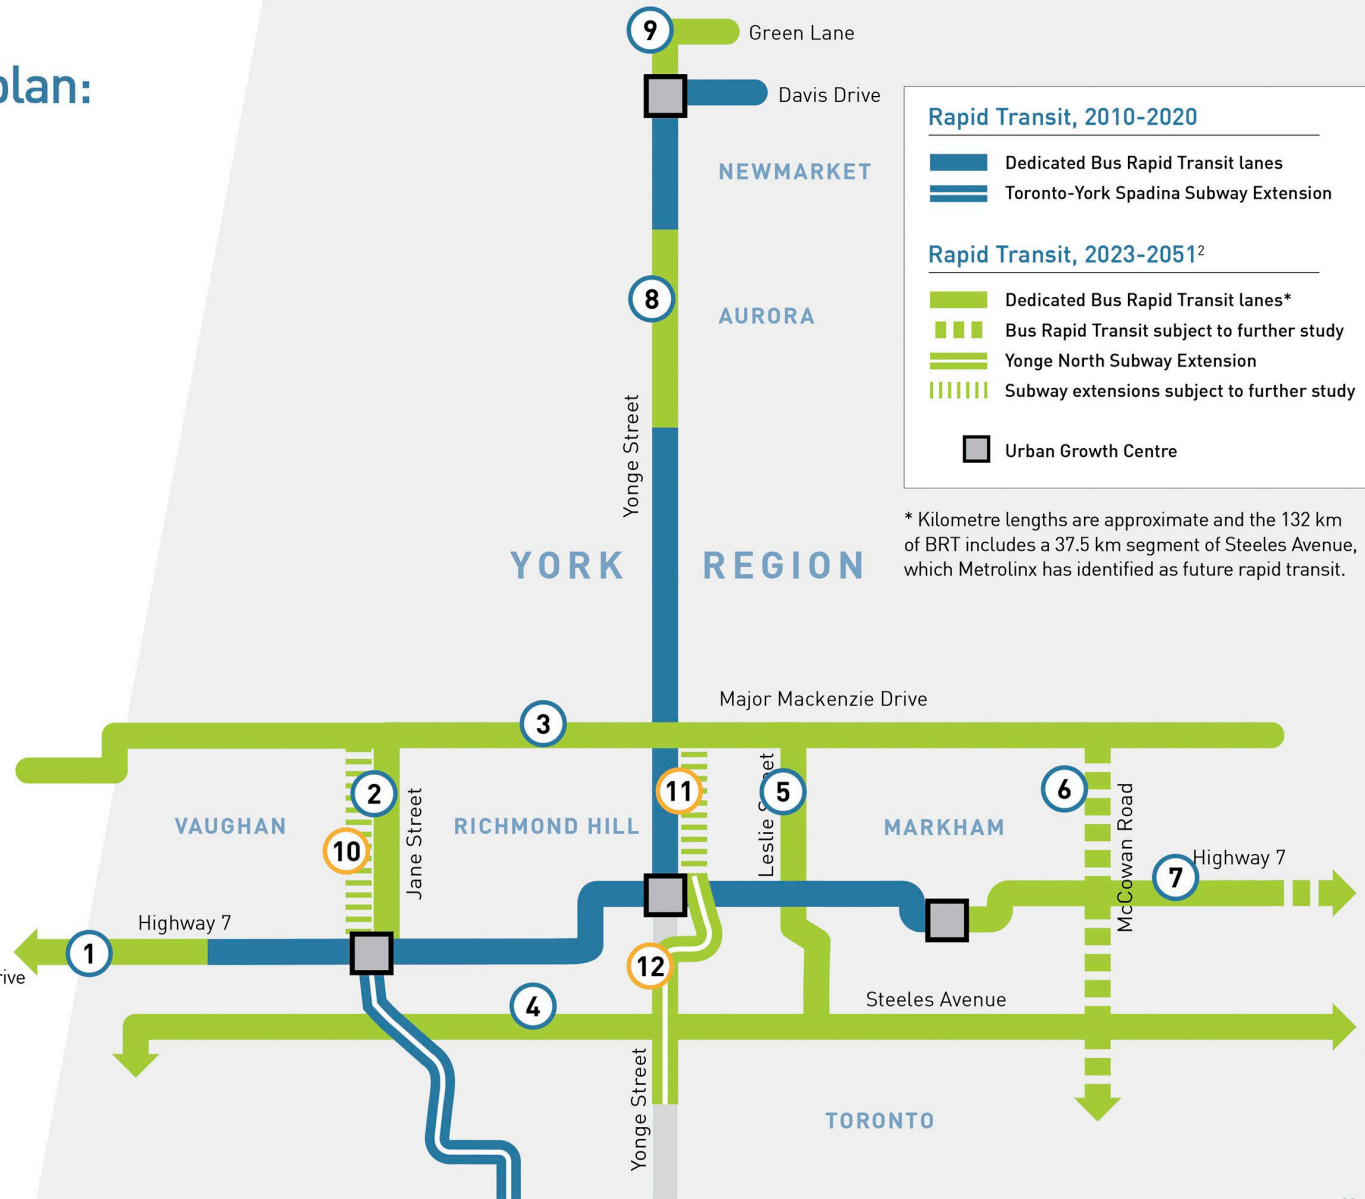 plan:
9
Green Lane
Davis Drive
NEWMARKET
Rapid Transit, 2010-2020
Dedicated Bus Rapid Transit lanes
Toronto-York Spadina Subway Extension
Rapid Transit, 2023-2051²
Dedicated Bus Rapid Transit lanes*
Bus Rapid Transit subject to further study
Yonge North Subway Extension
Subway extensions subject to further study
Urban Growth Centre
* Kilometre lengths are approximate and the 132 km
of BRT includes a 37.5 km segment of Steeles Avenue,
which Metrolinx has identified as future rapid transit.
8
AURORA
Yonge Street
YORK REGION
Major Mackenzie Drive
3
2
11
5
6
Jane Street
Leslie Street
McCowan Road
VAUGHAN
RICHMOND HILL
MARKHAM
10
Highway 7
7
Highway 7
1
12
rive
4
Steeles Avenue
Yonge Street
TORONTO